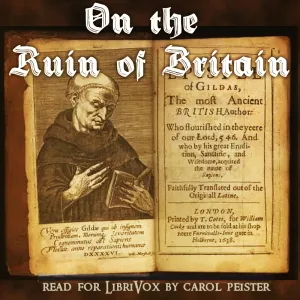 On the
Ruin of Britain
OF GILDAS,
The most Ancient
BRITISH Author:
Who flourished in the yeere
of our Lord, 546. And
who by his great Erudi-
tion, Sanctitie, and
Wisdome, acquired
the name of
Sapiens.
Faithfully Translated out of the
Originall Latine.
LONDON,
Printed by T. Cotes, for William
Cooke and are to be sold at his shop
neere Furnivalls-Inne gate in
Holborne, 1638.
READ FOR LIBRIVOX BY CAROL PEISTER